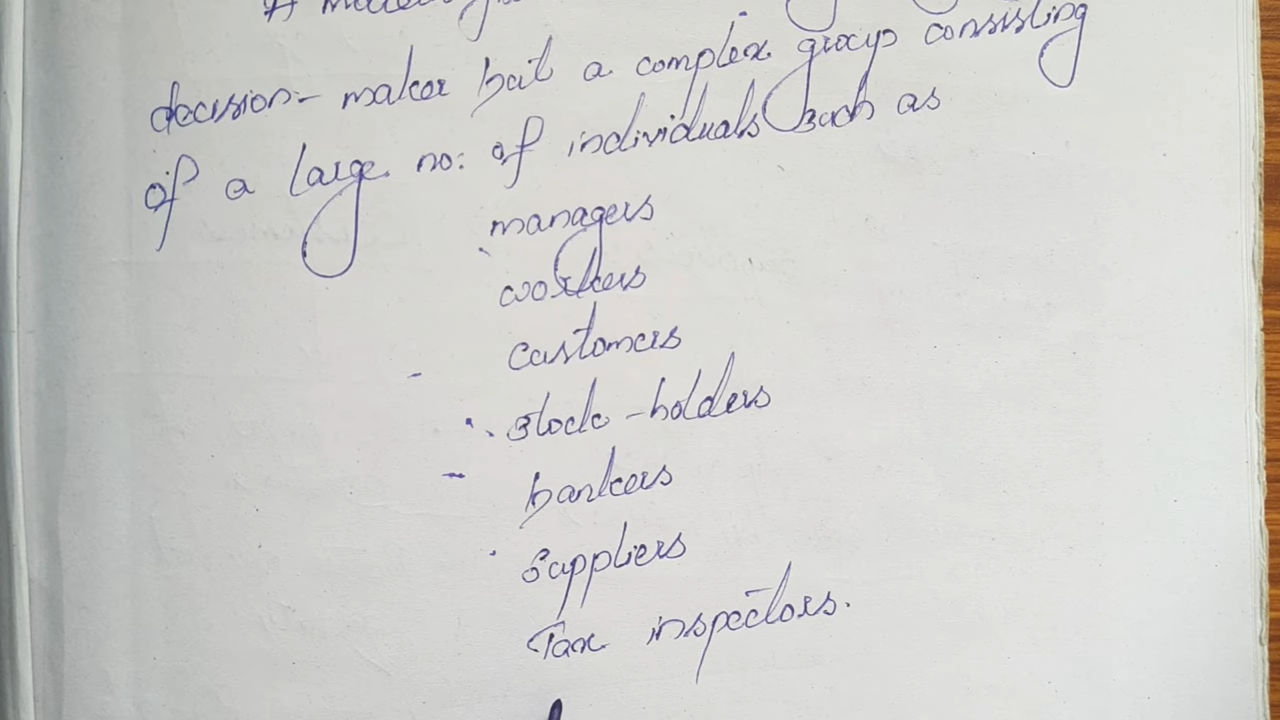 A
decision- maker but a complex group consisting
of a large no: of individuals such as
managers
workers
customers
stock-holders
bankers
Suppliers
Tax inspectors.